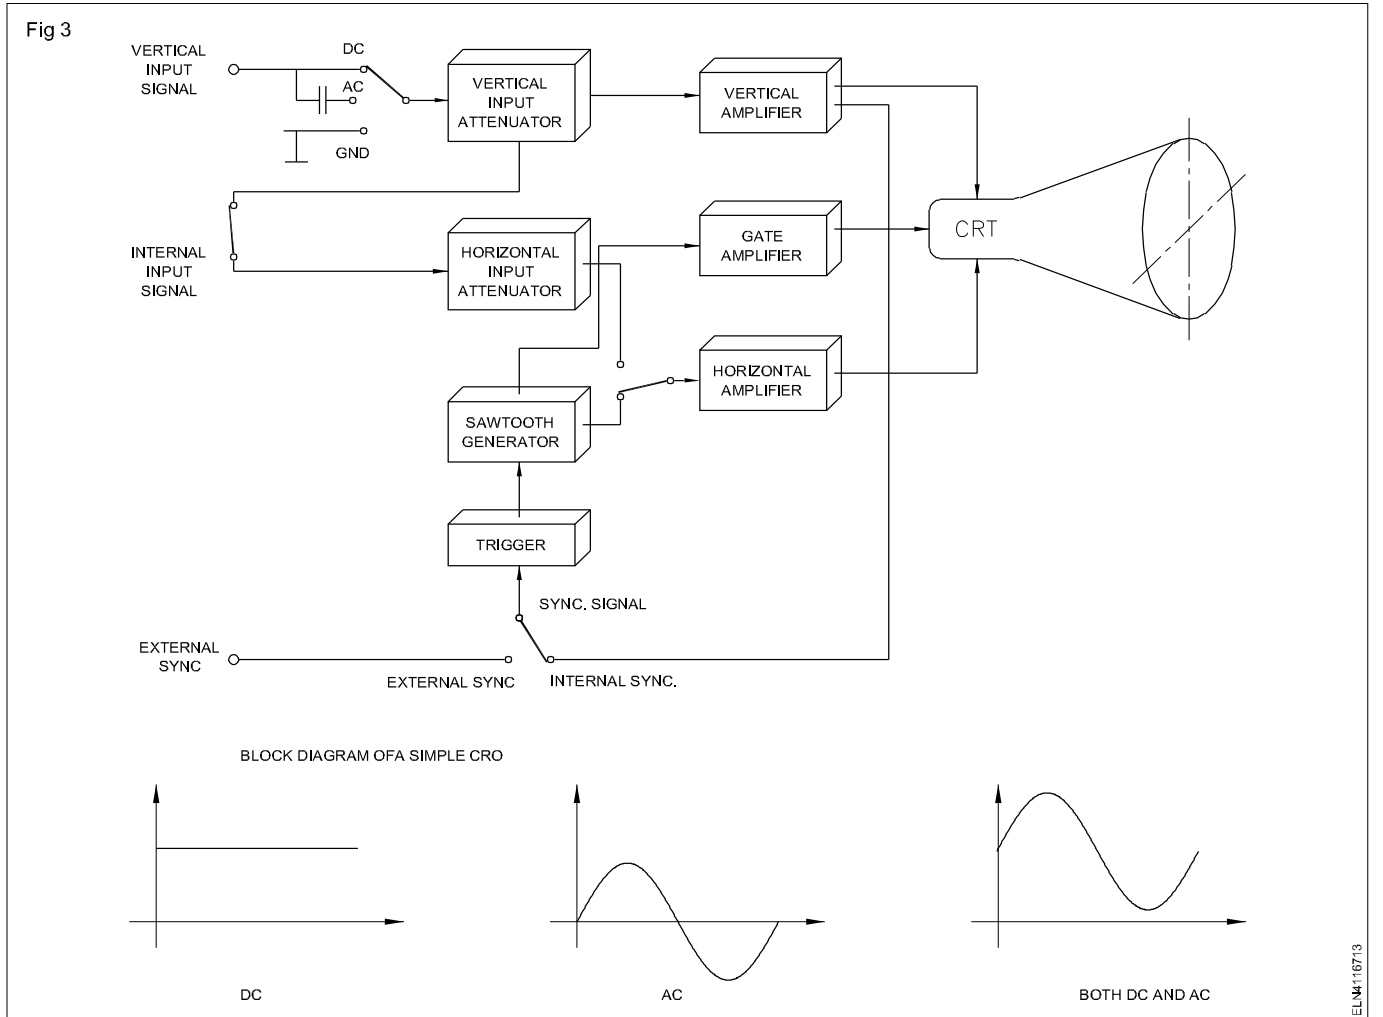 Fig 3
VERTICAL
INPUT
SIGNAL
DC
AC
GND
VERTICAL
INPUT
ATTENUATOR
VERTICAL
AMPLIFIER
INTERNAL
INPUT
SIGNAL
HORIZONTAL
INPUT
ATTENUATOR
GATE
AMPLIFIER
CRT
HORIZONTAL
AMPLIFIER
SAWTOOTH
GENERATOR
TRIGGER
SYNC. SIGNAL
EXTERNAL
SYNC
EXTERNAL SYNC
INTERNAL SYNC.
BLOCK DIAGRAM OFA SIMPLE CRO
DC
AC
BOTH DC AND AC
ELN4116713